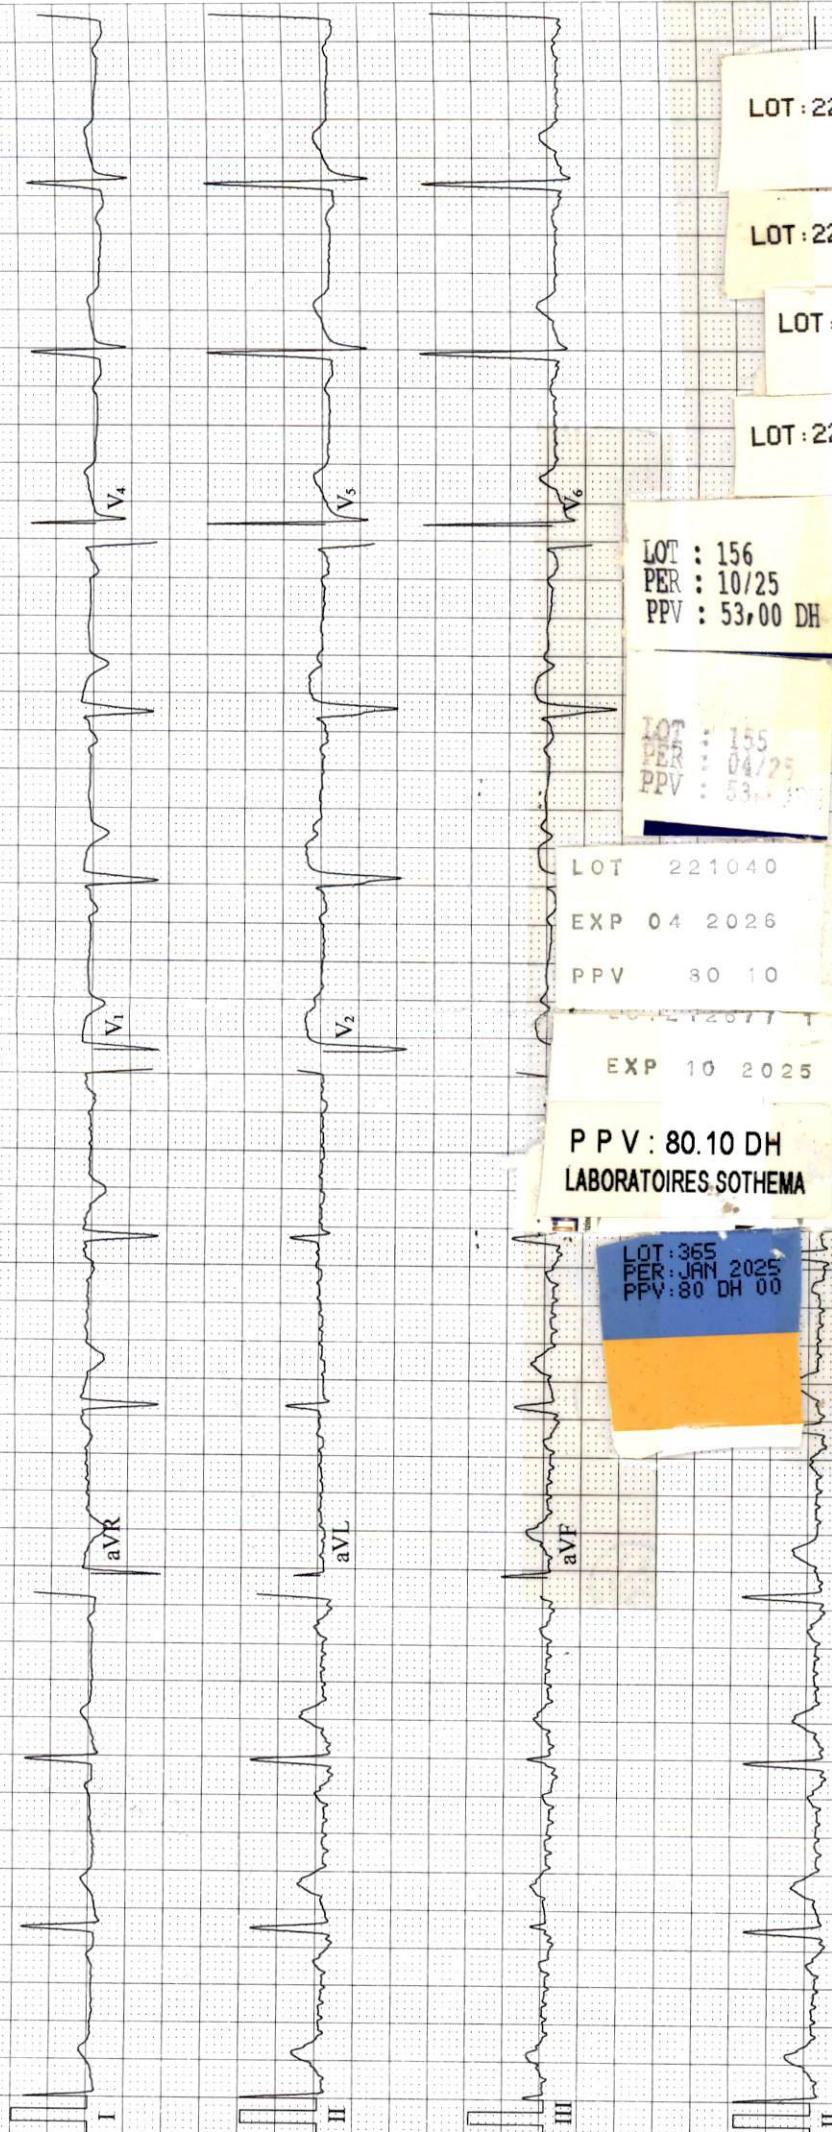 LOT:22
LOT:22
LOT:
LOT:22
LOT : 156
PER : 10/25
PPV : 53,00 DH
LOT : 155
PER : 04/25
PPV : 53
LOT 221040
EXP 04 2026
PPV 80 10
EXP 10 2025
PPV: 80.10 DH
LABORATOIRES SOTHEMA
LOT:365
PER:JAN 2025
PPV:80 DH 00
I
aVR
V1
V4
II
aVL
V2
V5
III
aVF
V6
II